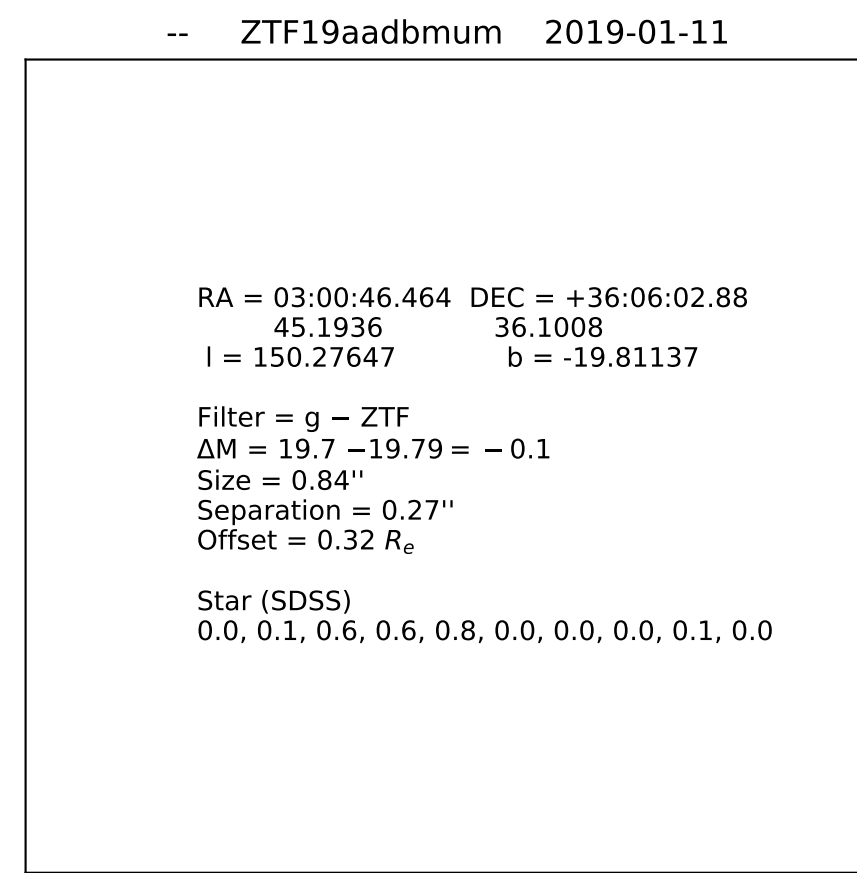 -- ZTF19aadbmum 2019-01-11
RA = 03:00:46.464 DEC = +36:06:02.88
45.1936 36.1008
l = 150.27647 b = -19.81137
Filter = g − ZTF
ΔM = 19.7 −19.79 = − 0.1
Size = 0.84''
Separation = 0.27''
Offset = 0.32 Re
Star (SDSS)
0.0, 0.1, 0.6, 0.6, 0.8, 0.0, 0.0, 0.0, 0.1, 0.0